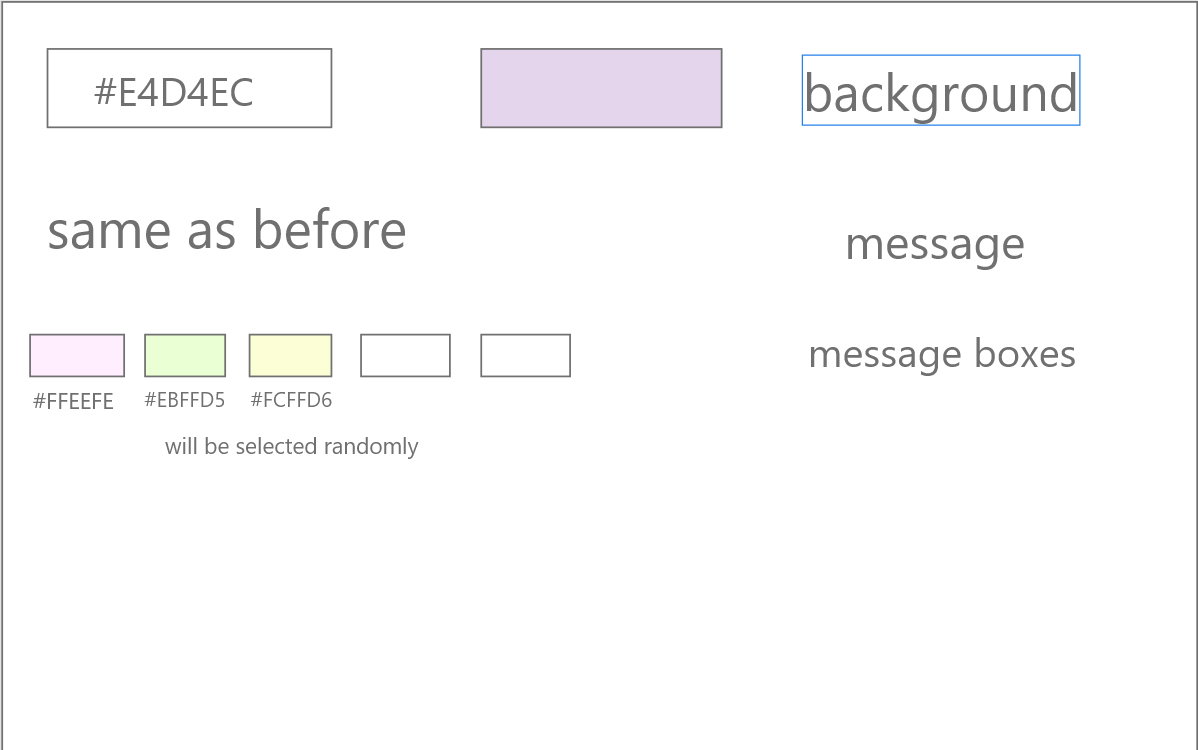 #E4D4EC
background
same as before
message
message boxes
#FFEEFE
#EBFFD5
#FCFFD6
will be selected randomly